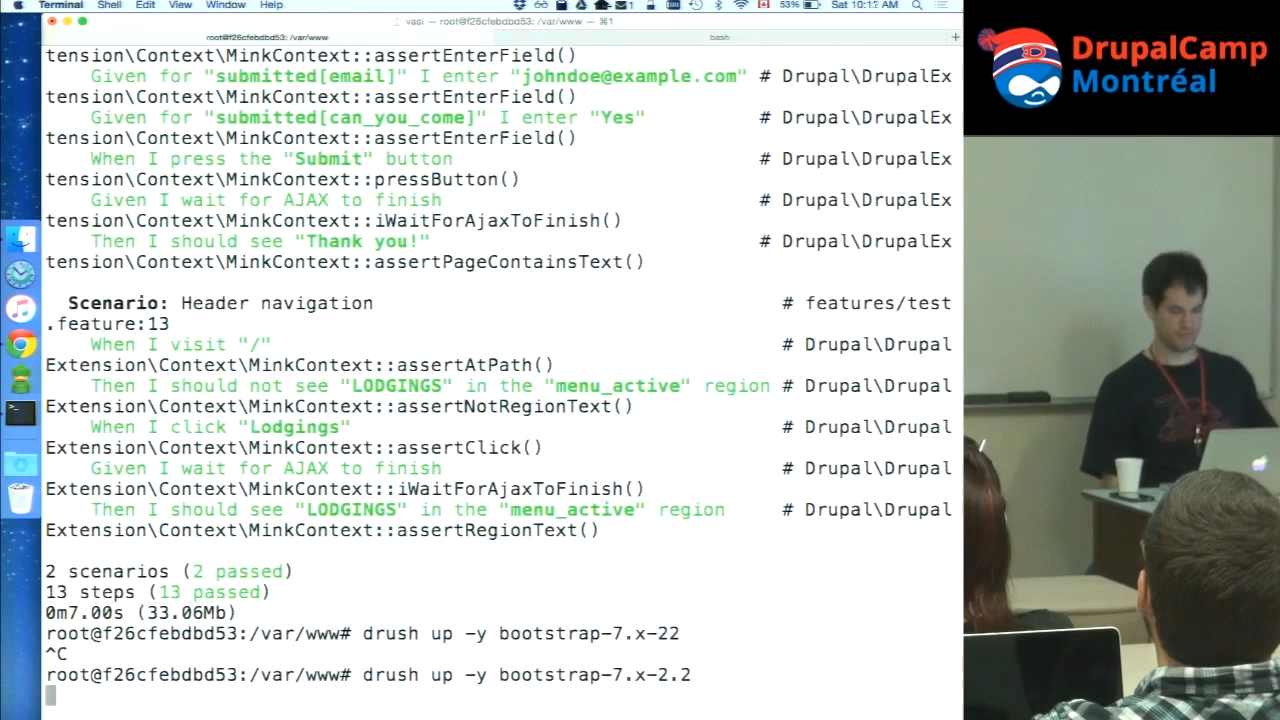 Terminal Shell Edit View Window Help 1 53% Sat 10:1
vasi — root@f26cfebdbd53: /var/www — ⌘1
root@f26cfebdbd53: /var/www bash
tension\Context\MinkContext::assertEnterField()
Given for "submitted[email]" I enter "johndoe@example.com" # Drupal\DrupalEx
tension\Context\MinkContext::assertEnterField()
Given for "submitted[can_you_come]" I enter "Yes" # Drupal\DrupalEx
tension\Context\MinkContext::assertEnterField()
When I press the "Submit" button # Drupal\DrupalEx
tension\Context\MinkContext::pressButton()
Given I wait for AJAX to finish # Drupal\DrupalEx
tension\Context\MinkContext::iWaitForAjaxToFinish()
Then I should see "Thank you!" # Drupal\DrupalEx
tension\Context\MinkContext::assertPageContainsText()
Scenario: Header navigation # features/test
.feature:13
When I visit "/" # Drupal\Drupal
Extension\Context\MinkContext::assertAtPath()
Then I should not see "LODGINGS" in the "menu_active" region # Drupal\Drupal
Extension\Context\MinkContext::assertNotRegionText()
When I click "Lodgings" # Drupal\Drupal
Extension\Context\MinkContext::assertClick()
Given I wait for AJAX to finish # Drupal\Drupal
Extension\Context\MinkContext::iWaitForAjaxToFinish()
Then I should see "LODGINGS" in the "menu_active" region # Drupal\Drupal
Extension\Context\MinkContext::assertRegionText()
2 scenarios (2 passed)
13 steps (13 passed)
0m7.00s (33.06Mb)
root@f26cfebdbd53:/var/www# drush up -y bootstrap-7.x-22
^C
root@f26cfebdbd53:/var/www# drush up -y bootstrap-7.x-2.2
DrupalCamp
Montréal